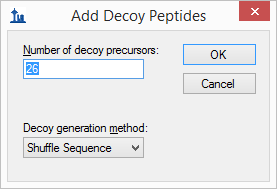 Add Decoy Peptides
Number of decoy precursors:
26
OK
Cancel
Decoy generation method:
Shuffle Sequence